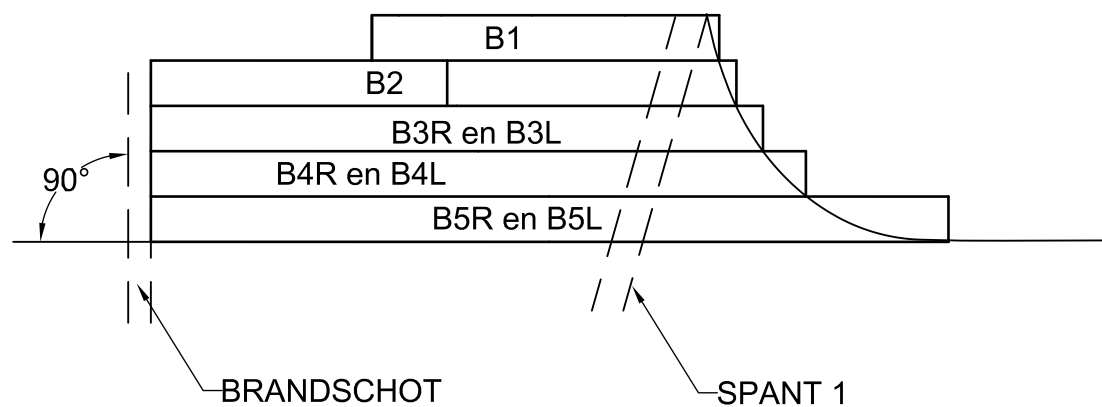 B1
B2
B3R en B3L
B4R en B4L
90°
B5R en B5L
BRANDSCHOT
SPANT 1